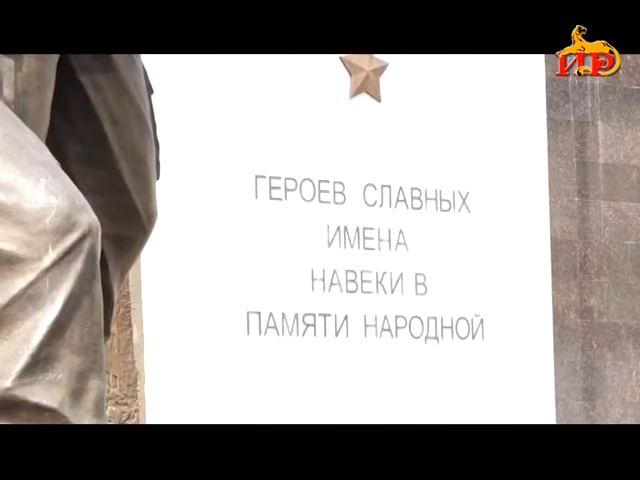 ИР
ГЕРОЕВ СЛАВНЫХ
ИМЕНА
НАВЕКИ В
ПАМЯТИ НАРОДНОЙ